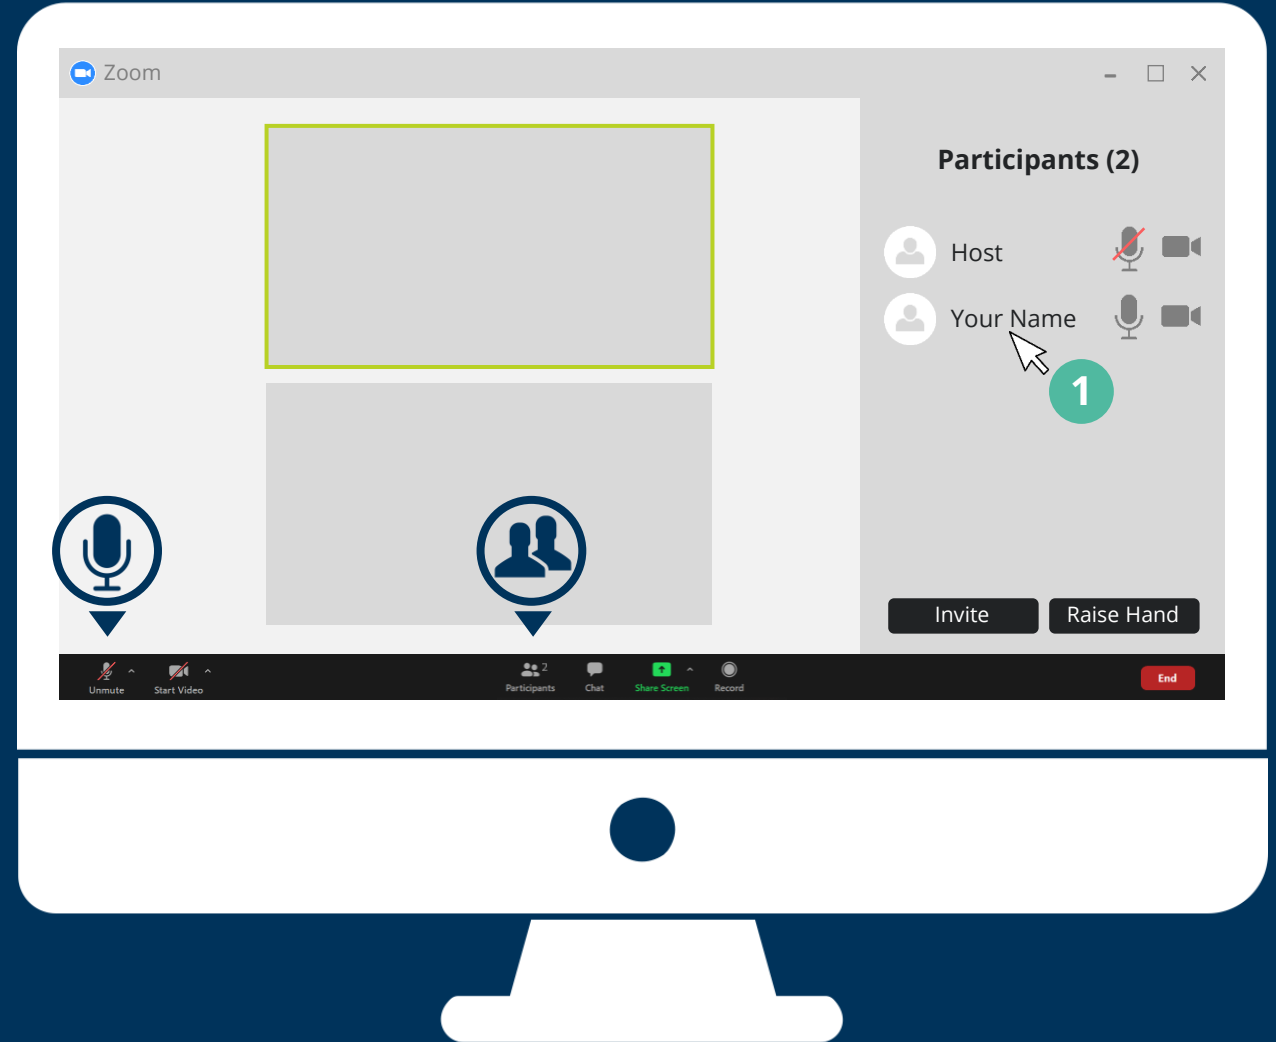 Zoom
Participants (2)
Host
Your Name
1
Invite
Raise Hand
Unmute
Start Video
2
Participants
Chat
Share Screen
Record
End